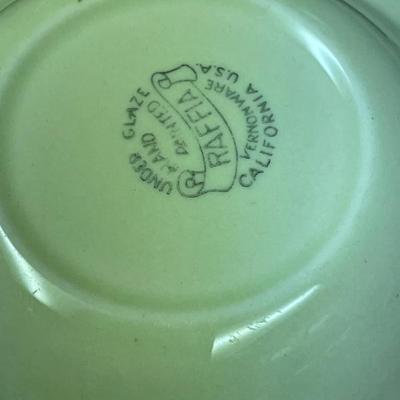 UNDER GLAZE
HAND
PAINTED
RAFFIA
VERNONWARE
CALIFORNIA U.S.A.